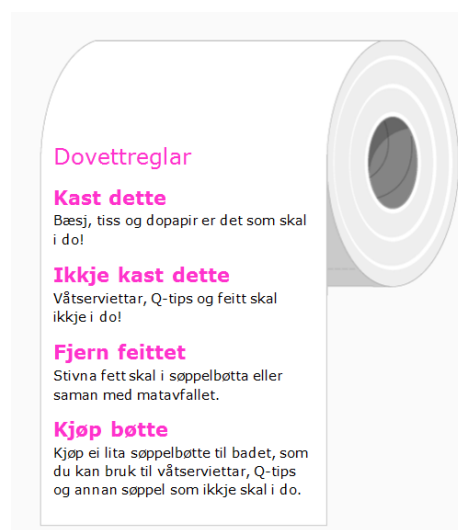 Dovettreglar
Kast dette
Bæsj, tiss og dopapir er det som skal
i do!
Ikkje kast dette
Våtserviettar, Q-tips og feitt skal
ikkje i do!
Fjern feittet
Stivna fett skal i søppelbøtta eller
saman med matavfallet.
Kjøp bøtte
Kjøp ei lita søppelbøtte til badet, som
du kan bruk til våtserviettar, Q-tips
og annan søppel som ikkje skal i do.